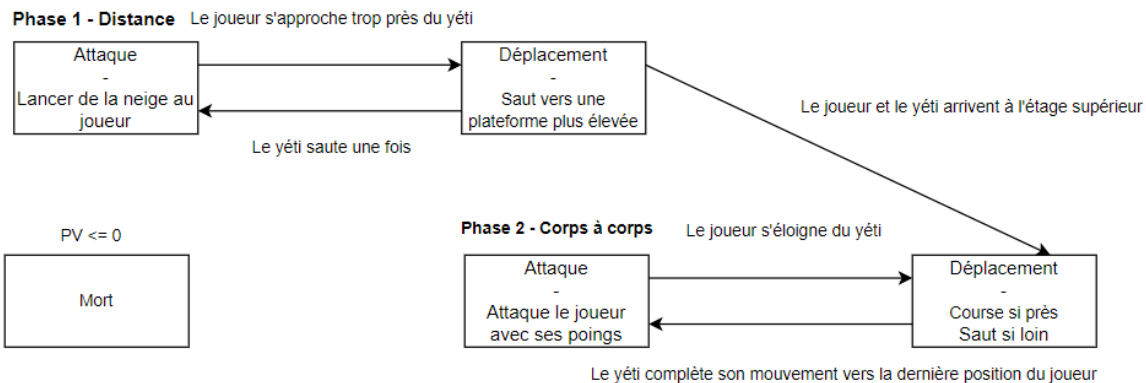 Phase 1 - Distance Le joueur s'approche trop près du yéti
Attaque
-
Lancer de la neige au
joueur
Déplacement
-
Saut vers une
plateforme plus élevée
Le joueur et le yéti arrivent à l'étage supérieur
Le yéti saute une fois
PV <= 0
Mort
Phase 2 - Corps à corps Le joueur s'éloigne du yéti
Attaque
-
Attaque le joueur
avec ses poings
Déplacement
-
Course si près
Saut si loin
Le yéti complète son mouvement vers la dernière position du joueur